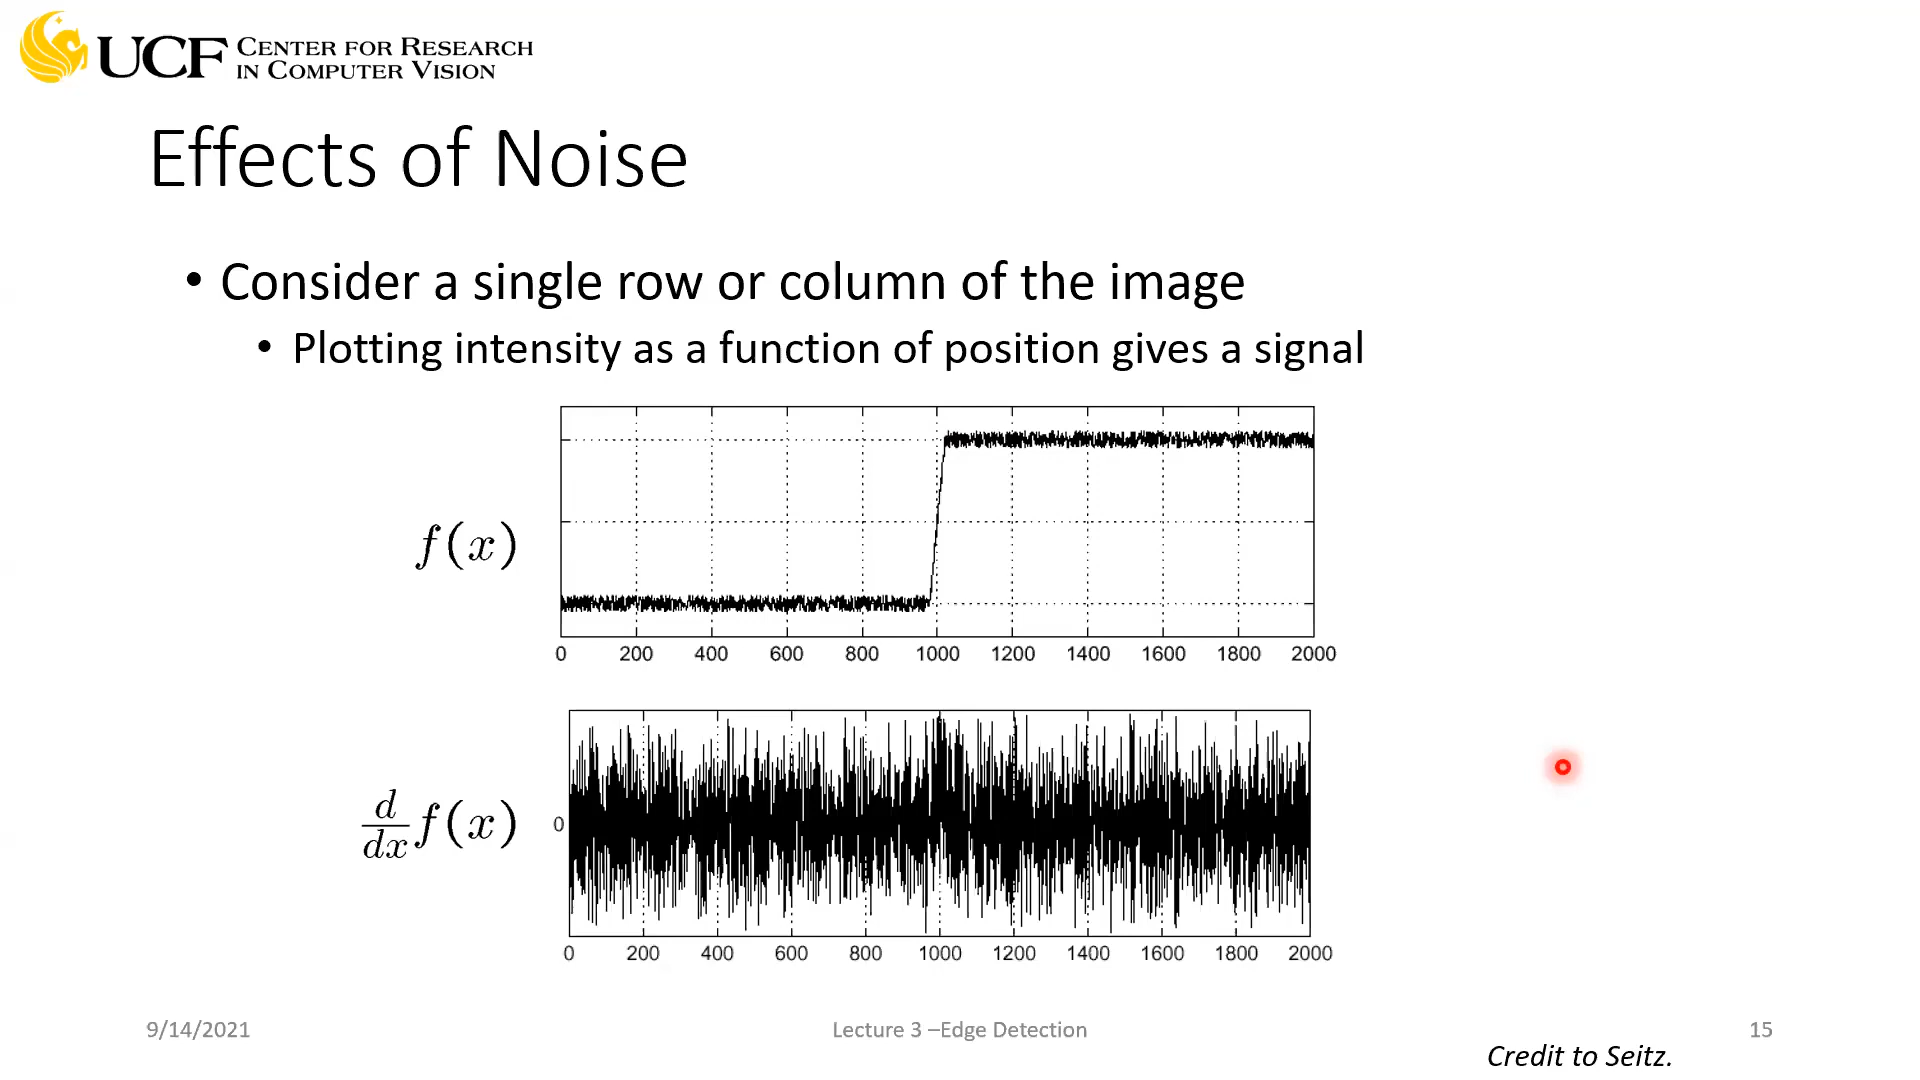 UCF CENTER FOR RESEARCH
IN COMPUTER VISION
Effects of Noise
• Consider a single row or column of the image
• Plotting intensity as a function of position gives a signal
f(x)
0 200 400 600 800 1000 1200 1400 1600 1800 2000
d/dx f(x)
0
0 200 400 600 800 1000 1200 1400 1600 1800 2000
9/14/2021 Lecture 3 –Edge Detection 15
Credit to Seitz.